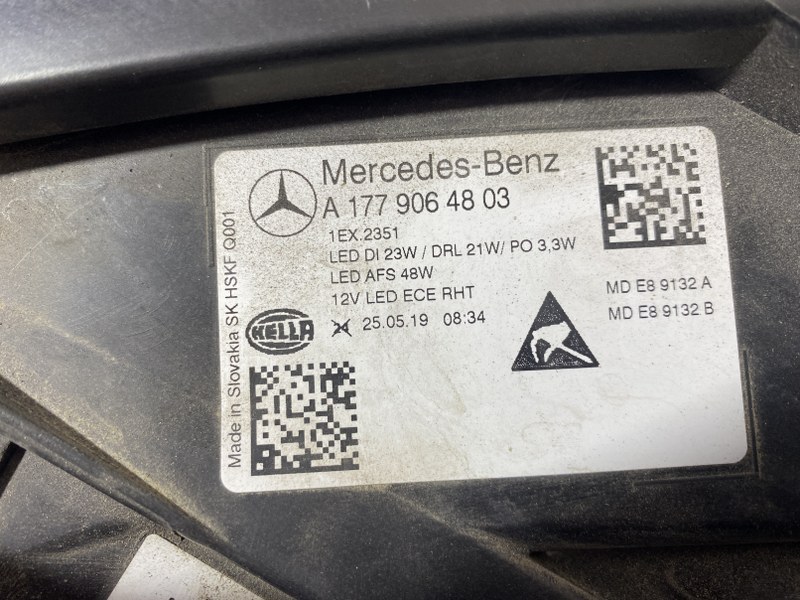 Mercedes-Benz
A 177 906 48 03
1EX.2351
LED DI 23W / DRL 21W/ PO 3,3W
LED AFS 48W
12V LED ECE RHT
25.05.19 08:34
HELLA
MD E8 9132 A
MD E8 9132 B
Made in Slovakia SK HSKF Q001